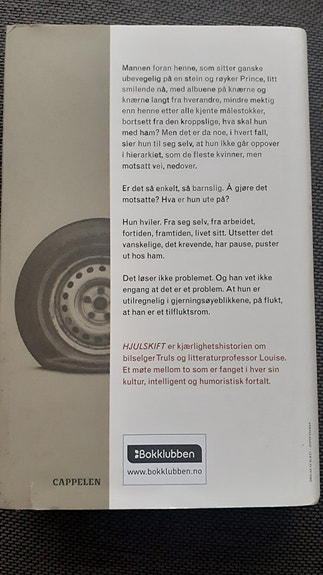 Mannen foran henne, som sitter ganske
ubevegelig på en stein og røyker Prince, litt
smilende nå, med albuene på knærne og
knærne langt fra hverandre, mindre mektig
enn henne etter alle kjente målestokker,
bortsett fra den kroppslige, hva skal hun
med ham? Men det er da noe, i hvert fall,
sier hun til seg selv, at hun ikke går oppover
i hierarkiet, som de fleste kvinner, men
motsatt vei, nedover.
Er det så enkelt, så barnslig. Å gjøre det
motsatte? Hva er hun ute på?
Hun hviler. Fra seg selv, fra arbeidet,
fortiden, framtiden, livet sitt. Utsetter det
vanskelige, det krevende, har pause, puster
ut hos ham.
Det løser ikke problemet. Og han vet ikke
engang at det er et problem. At hun er
utilregnelig i gjerningsøyeblikkene, på flukt,
at han er et tilfluktsrom.
HJULSKIFT er kjærlighetshistorien om
bilselger Truls og litteraturprofessor Louise.
Et møte mellom to som er fanget i hver sin
kultur, intelligent og humoristisk fortalt.
Bokklubben
www.bokklubben.no
CAPPELEN